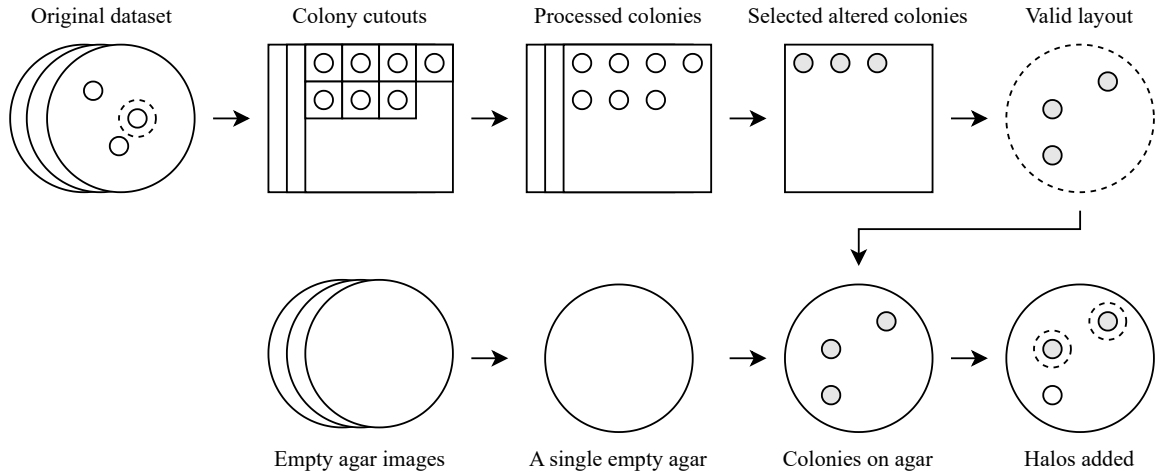 Original dataset
Colony cutouts
Processed colonies
Selected altered colonies
Valid layout
Empty agar images
A single empty agar
Colonies on agar
Halos added